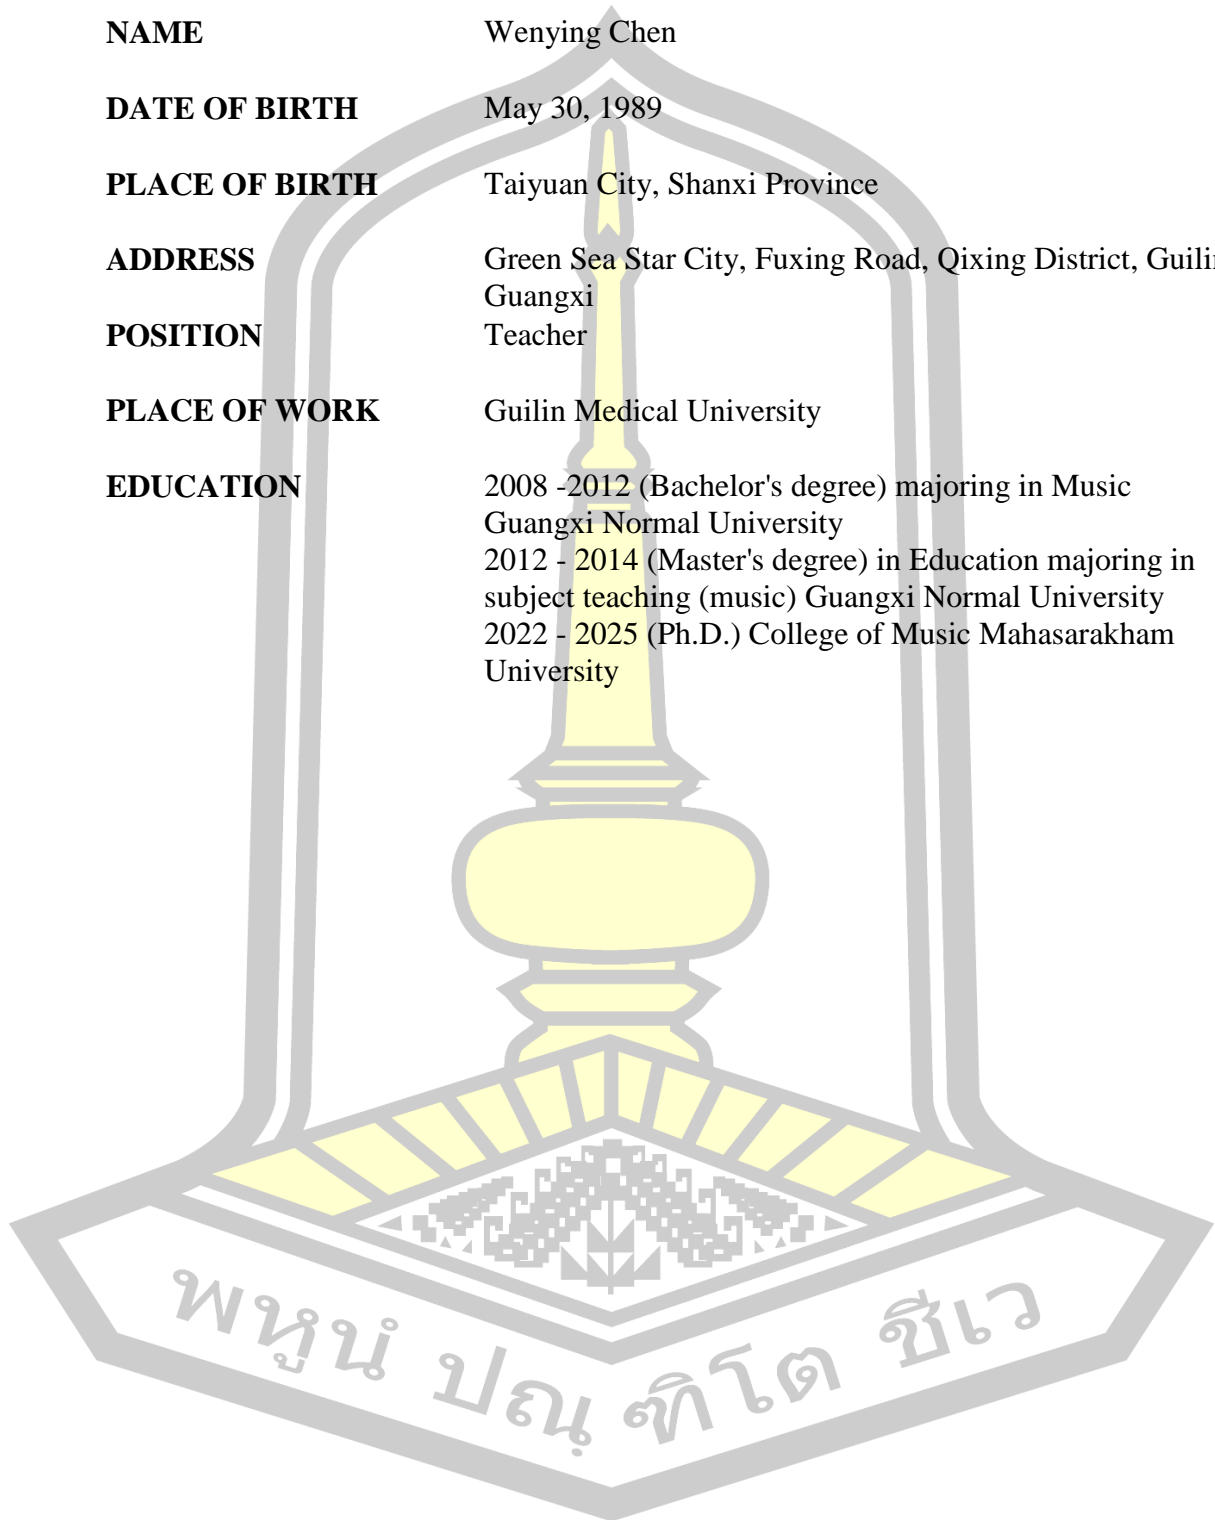 NAME Wenying Chen
DATE OF BIRTH May 30, 1989
PLACE OF BIRTH Taiyuan City, Shanxi Province
ADDRESS Green Sea Star City, Fuxing Road, Qixing District, Guilin
Guangxi
POSITION Teacher
PLACE OF WORK Guilin Medical University
EDUCATION 2008 -2012 (Bachelor's degree) majoring in Music
Guangxi Normal University
2012 - 2014 (Master's degree) in Education majoring in
subject teaching (music) Guangxi Normal University
2022 - 2025 (Ph.D.) College of Music Mahasarakham
University
พหูนํ ปณฺฑิโต ชีเว